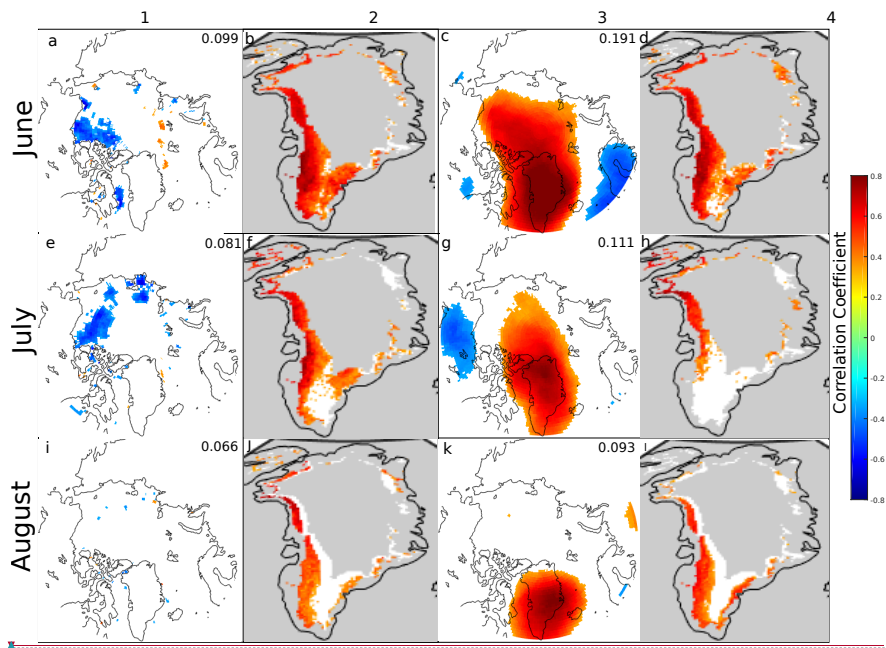 1 2 3 4
a 0.099 b c 0.191 d
June
e 0.081 f g 0.111 h
July
i 0.066 j k 0.093 l
August
0.8
0.6
0.4
0.2
0
-0.2
-0.4
-0.6
-0.8
Correlation Coefficient